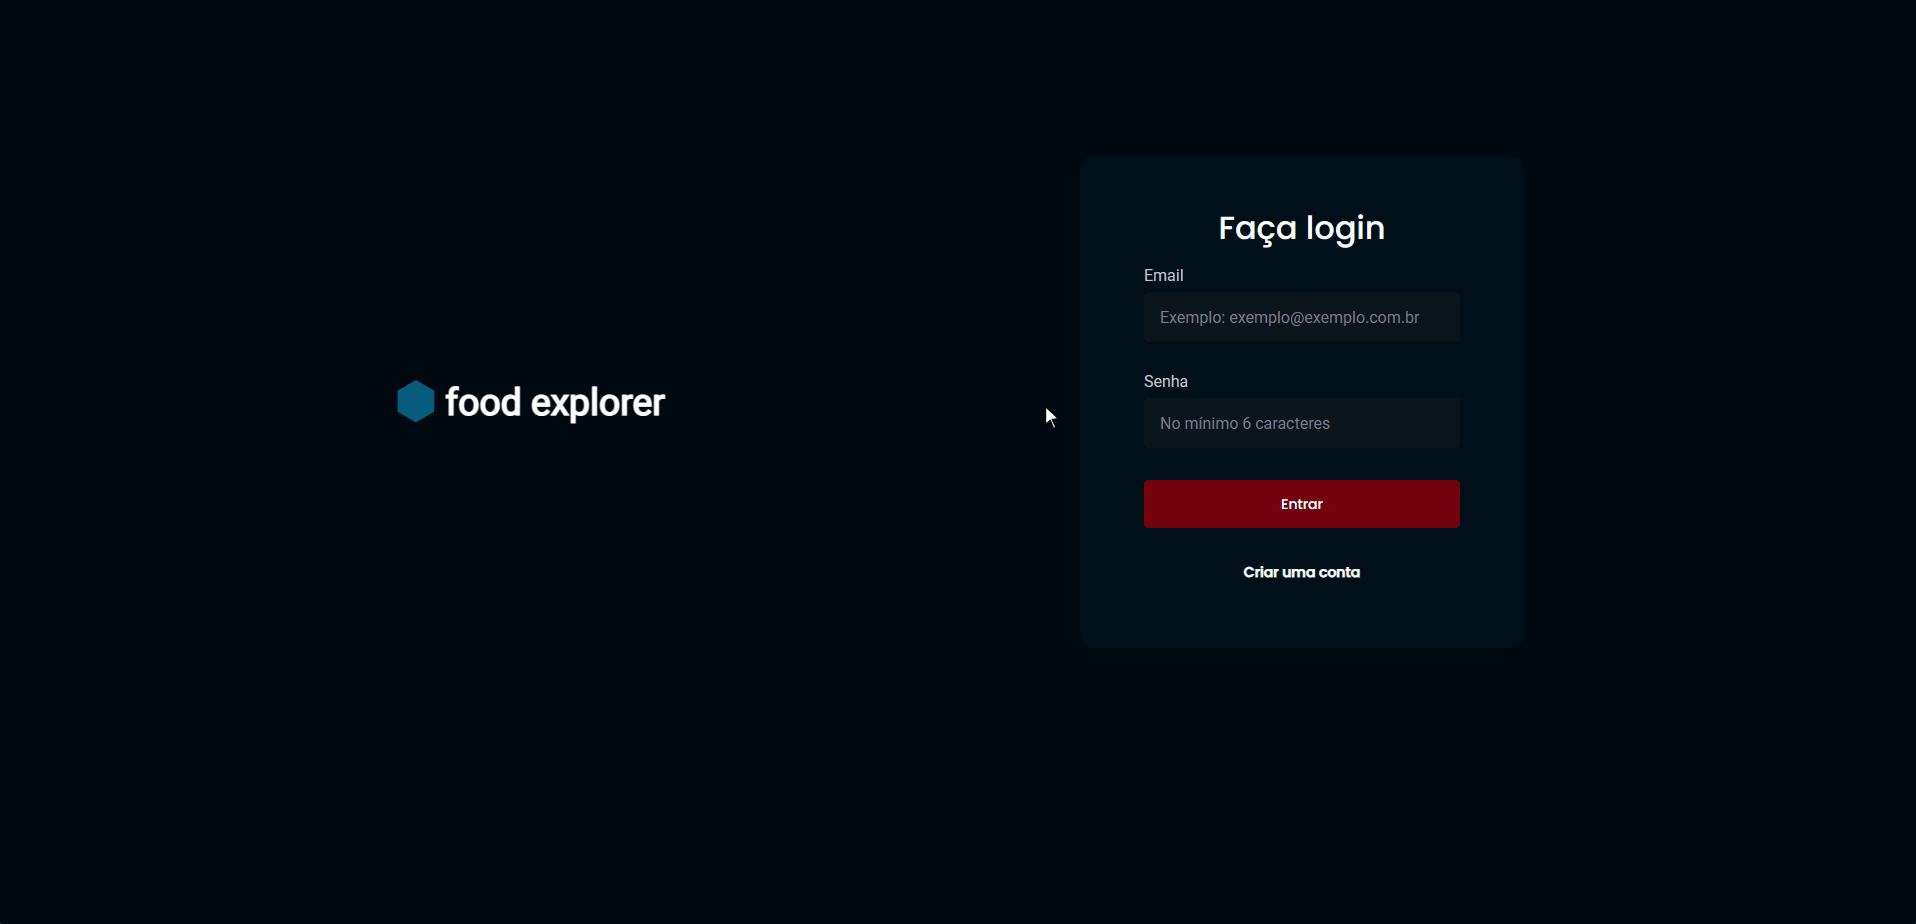 food explorer
Faça login
Email
Exemplo: exemplo@exemplo.com.br
Senha
No mínimo 6 caracteres
Entrar
Criar uma conta